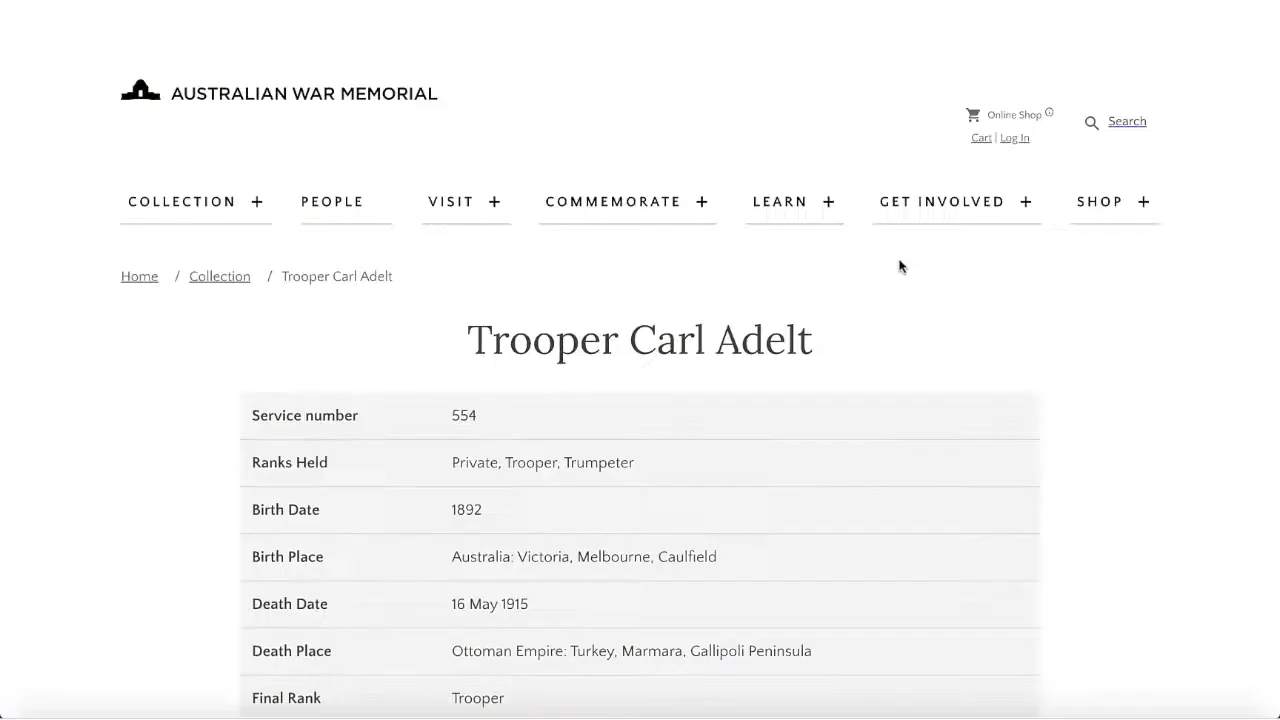 AUSTRALIAN WAR MEMORIAL
Online Shop
Cart | Log In
Search
COLLECTION + PEOPLE VISIT + COMMEMORATE + LEARN + GET INVOLVED + SHOP +
Home / Collection / Trooper Carl Adelt
Trooper Carl Adelt
Service number 554
Ranks Held Private, Trooper, Trumpeter
Birth Date 1892
Birth Place Australia: Victoria, Melbourne, Caulfield
Death Date 16 May 1915
Death Place Ottoman Empire: Turkey, Marmara, Gallipoli Peninsula
Final Rank Trooper